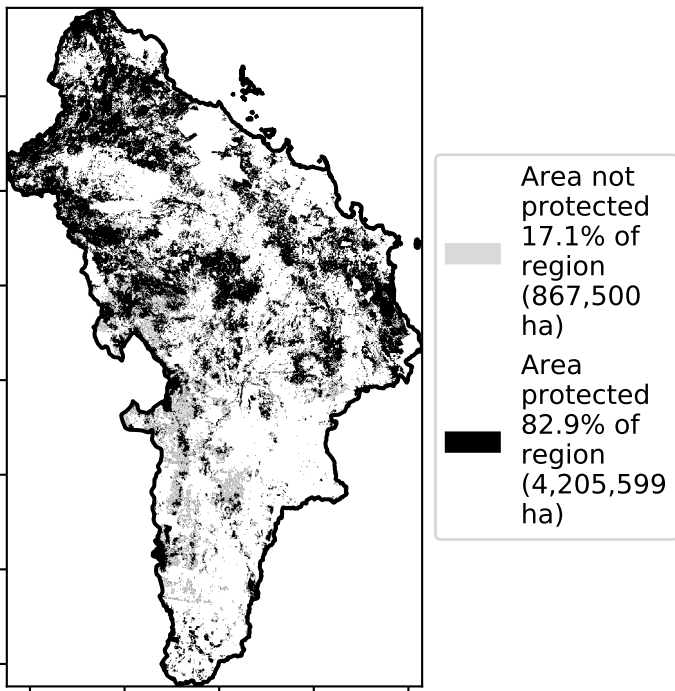 Area not
protected
17.1% of
region
(867,500
ha)
Area
protected
82.9% of
region
(4,205,599
ha)